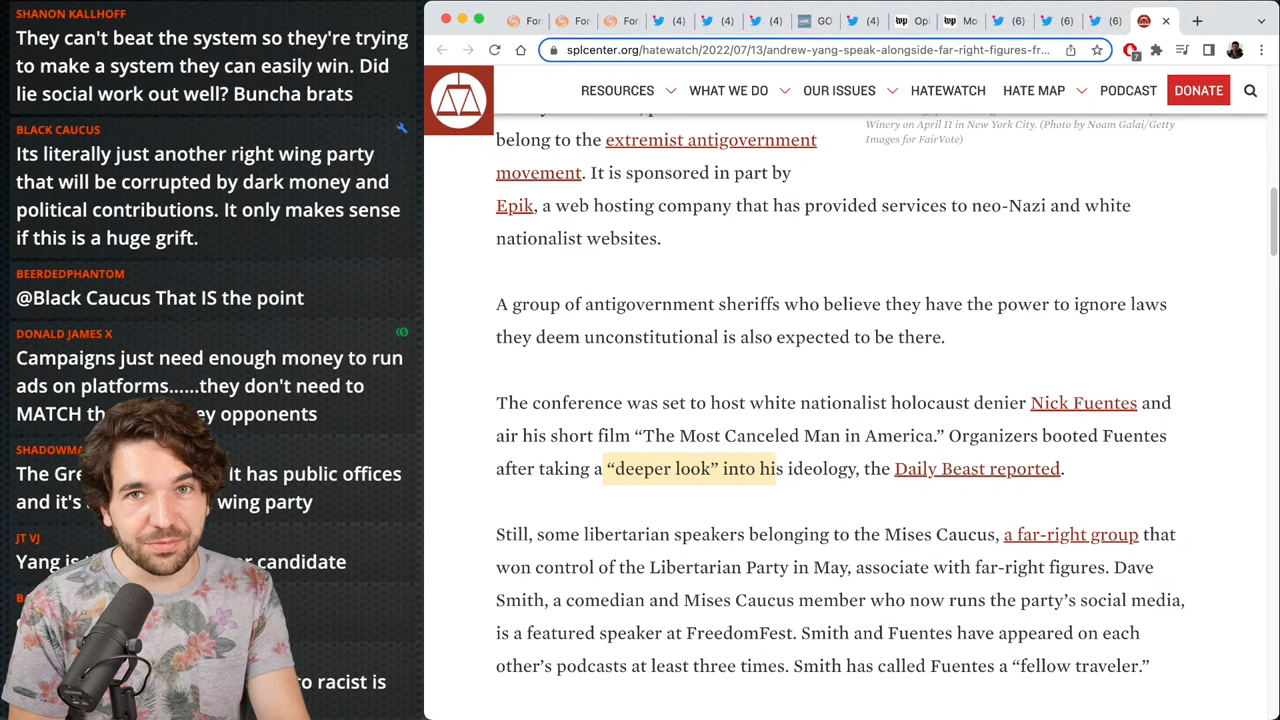 SHANON KALLHOFF
They can't beat the system so they're trying
to make a system they can easily win. Did
lie social work out well? Buncha brats
BLACK CAUCUS
Its literally just another right wing party
that will be corrupted by dark money and
political contributions. It only makes sense
if this is a huge grift.
BEERDEDPHANTOM
@Black Caucus That IS the point
DONALD JAMES X
Campaigns just need enough money to run
ads on platforms......they don't need to
MATCH opponents
SHADOWMA
The Gre It has public offices
and it's wing party
JT VJ
Yang is candidate
o racist is
For
For
For
(4)
(4)
(4)
GO
(4)
Opi
Mo
(6)
(6)
(6)
splcenter.org/hatewatch/2022/07/13/andrew-yang-speak-alongside-far-right-figures-fr...
7
RESOURCES
WHAT WE DO
OUR ISSUES
HATEWATCH
HATE MAP
PODCAST
DONATE
Winery on April 11 in New York City. (Photo by Noam Galai/Getty
Images for FairVote)
belong to the extremist antigovernment
movement. It is sponsored in part by
Epik, a web hosting company that has provided services to neo-Nazi and white
nationalist websites.
A group of antigovernment sheriffs who believe they have the power to ignore laws
they deem unconstitutional is also expected to be there.
The conference was set to host white nationalist holocaust denier Nick Fuentes and
air his short film “The Most Canceled Man in America.” Organizers booted Fuentes
after taking a “deeper look” into his ideology, the Daily Beast reported.
Still, some libertarian speakers belonging to the Mises Caucus, a far-right group that
won control of the Libertarian Party in May, associate with far-right figures. Dave
Smith, a comedian and Mises Caucus member who now runs the party’s social media,
is a featured speaker at FreedomFest. Smith and Fuentes have appeared on each
other’s podcasts at least three times. Smith has called Fuentes a “fellow traveler.”